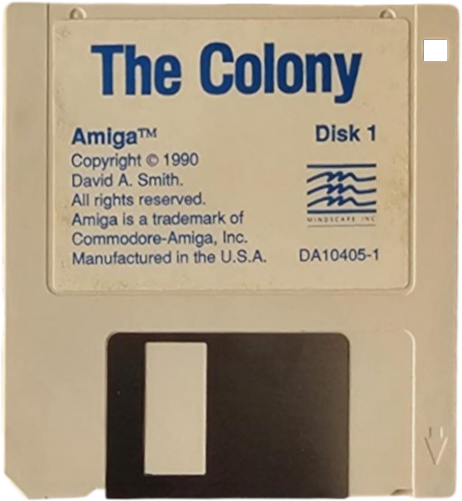 The Colony
Amiga™ Disk 1
Copyright © 1990
David A. Smith.
All rights reserved.
Amiga is a trademark of
Commodore-Amiga, Inc.
Manufactured in the U.S.A.
MINDSCAPE INC
DA10405-1